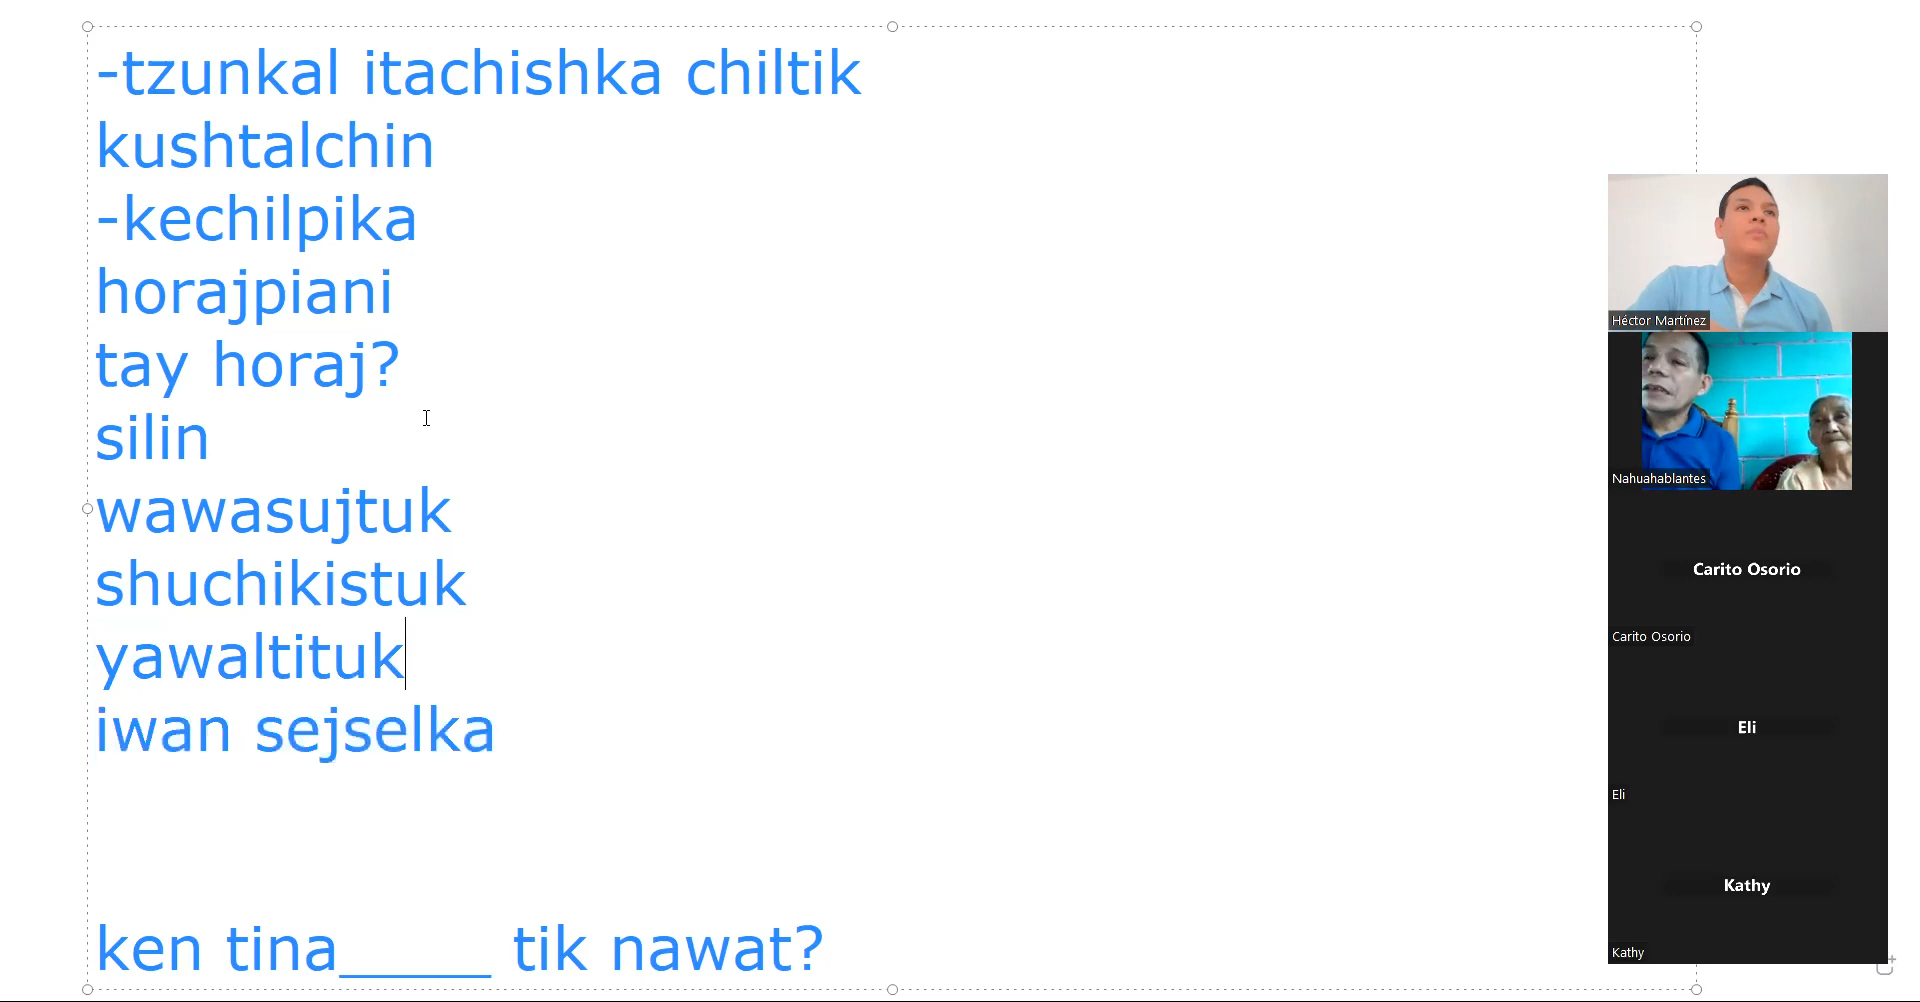 -tzunkal itachishka chiltik
kushtalchin
-kechilpika
horajpiani
tay horaj?
silin
wawasujtuk
shuchikistuk
yawaltituk
iwan sejselka
ken tina_____ tik nawat?
Héctor Martínez
Nahuahablantes
Carito Osorio
Carito Osorio
Eli
Eli
Kathy
Kathy